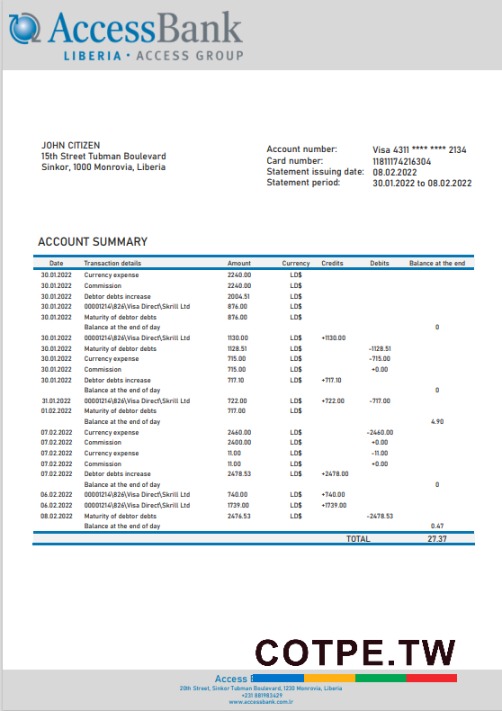 AccessBank
LIBERIA • ACCESS GROUP
JOHN CITIZEN
15th Street Tubman Boulevard
Sinkor, 1000 Monrovia, Liberia
Account number: Visa 4311 **** **** 2134
Card number: 11811174216304
Statement issuing date: 08.02.2022
Statement period: 30.01.2022 to 08.02.2022
ACCOUNT SUMMARY
Date Transaction details Amount Currency Credits Debits Balance at the end
30.01.2022 Currency expense 2240.00 LD$
30.01.2022 Commission 2240.00 LD$
30.01.2022 Debtor debts increase 2004.51 LD$
30.01.2022 00001214\826\Visa Direct\Skrill Ltd 876.00 LD$
30.01.2022 Maturity of debtor debts 876.00 LD$
Balance at the end of day 0
30.01.2022 00001214\826\Visa Direct\Skrill Ltd 1130.00 LD$ +1130.00
30.01.2022 Maturity of debtor debts 1128.51 LD$ -1128.51
30.01.2022 Currency expense 715.00 LD$ -715.00
30.01.2022 Commission 715.00 LD$ +0.00
30.01.2022 Debtor debts increase 717.10 LD$ +717.10
Balance at the end of day 0
31.01.2022 00001214\826\Visa Direct\Skrill Ltd 722.00 LD$ +722.00 -717.00
01.02.2022 Maturity of debtor debts 717.00 LD$
Balance at the end of day 4.90
07.02.2022 Currency expense 2460.00 LD$ -2460.00
07.02.2022 Commission 2400.00 LD$ +0.00
07.02.2022 Currency expense 11.00 LD$ -11.00
07.02.2022 Commission 11.00 LD$ +0.00
07.02.2022 Debtor debts increase 2478.53 LD$ +2478.00
Balance at the end of day 0
06.02.2022 00001214\826\Visa Direct\Skrill Ltd 740.00 LD$ +740.00
06.02.2022 00001214\826\Visa Direct\Skrill Ltd 1739.00 LD$ +1739.00
08.02.2022 Maturity of debtor debts 2476.53 LD$ -2478.53
Balance at the end of day 0.47
TOTAL 27.37
COTPE.TW
Access
20th Street, Sinkor Tubman Boulevard, 1230 Monrovia, Liberia
+231 881983429
www.accessbank.com.lr